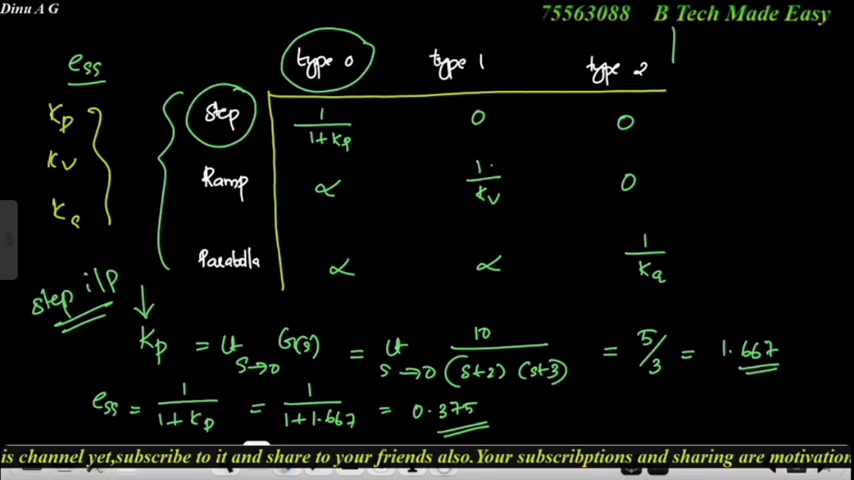 Dinu A G
75563088 B Tech Made Easy
ess type 0 type 1 type 2
Kp Step 1/(1+Kp) 0 0
Kv Ramp ∝ 1/Kv 0
Ka Parabolla ∝ ∝ 1/Ka
step i/p ↓
Kp = Lt S→0 G(s) = Lt S→0 10/((S+2) (S+3)) = 5/3 = 1.667
ess = 1/(1+Kp) = 1/(1+1.667) = 0.375
is channel yet,subscribe to it and share to your friends also.Your subscribptions and sharing are motivation